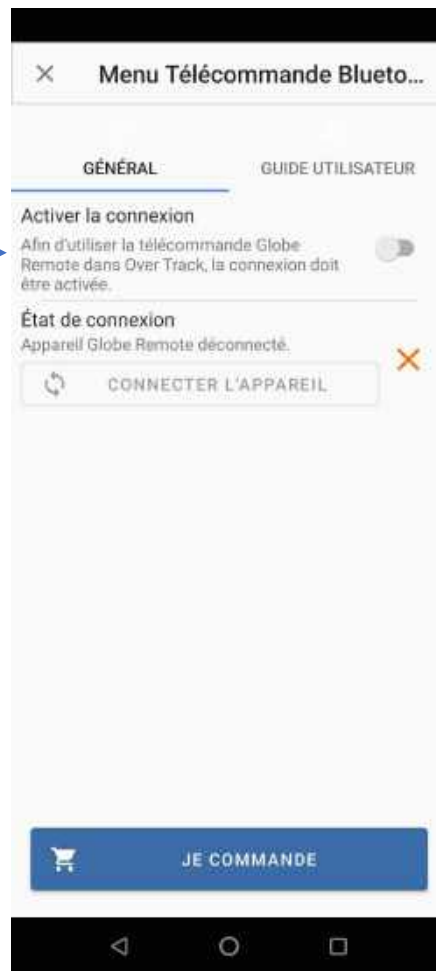 Menu Télécommande Blueto...
GÉNÉRAL
GUIDE UTILISATEUR
Activer la connexion
Afin d'utiliser la télécommande Globe
Remote dans Over Track, la connexion doit
être activée.
État de connexion
Appareil Globe Remote déconnecté.
CONNECTER L'APPAREIL
JE COMMANDE